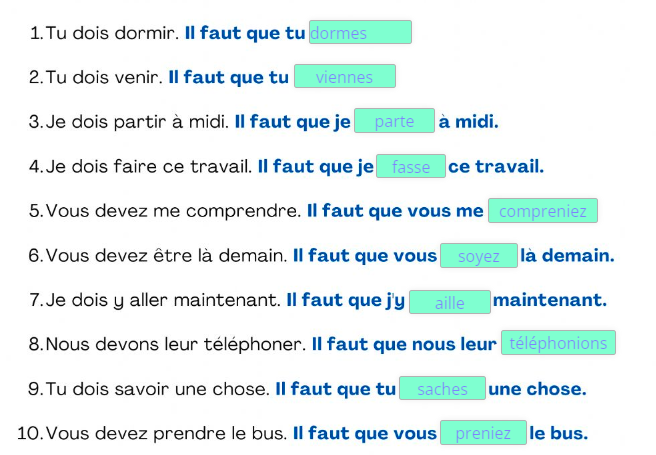 1. Tu dois dormir. Il faut que tu dormes
2. Tu dois venir. Il faut que tu viennes
3. Je dois partir à midi. Il faut que je parte à midi.
4. Je dois faire ce travail. Il faut que je fasse ce travail.
5. Vous devez me comprendre. Il faut que vous me compreniez
6. Vous devez être là demain. Il faut que vous soyez là demain.
7. Je dois y aller maintenant. Il faut que j'y aille maintenant.
8. Nous devons leur téléphoner. Il faut que nous leur téléphonions
9. Tu dois savoir une chose. Il faut que tu saches une chose.
10. Vous devez prendre le bus. Il faut que vous preniez le bus.